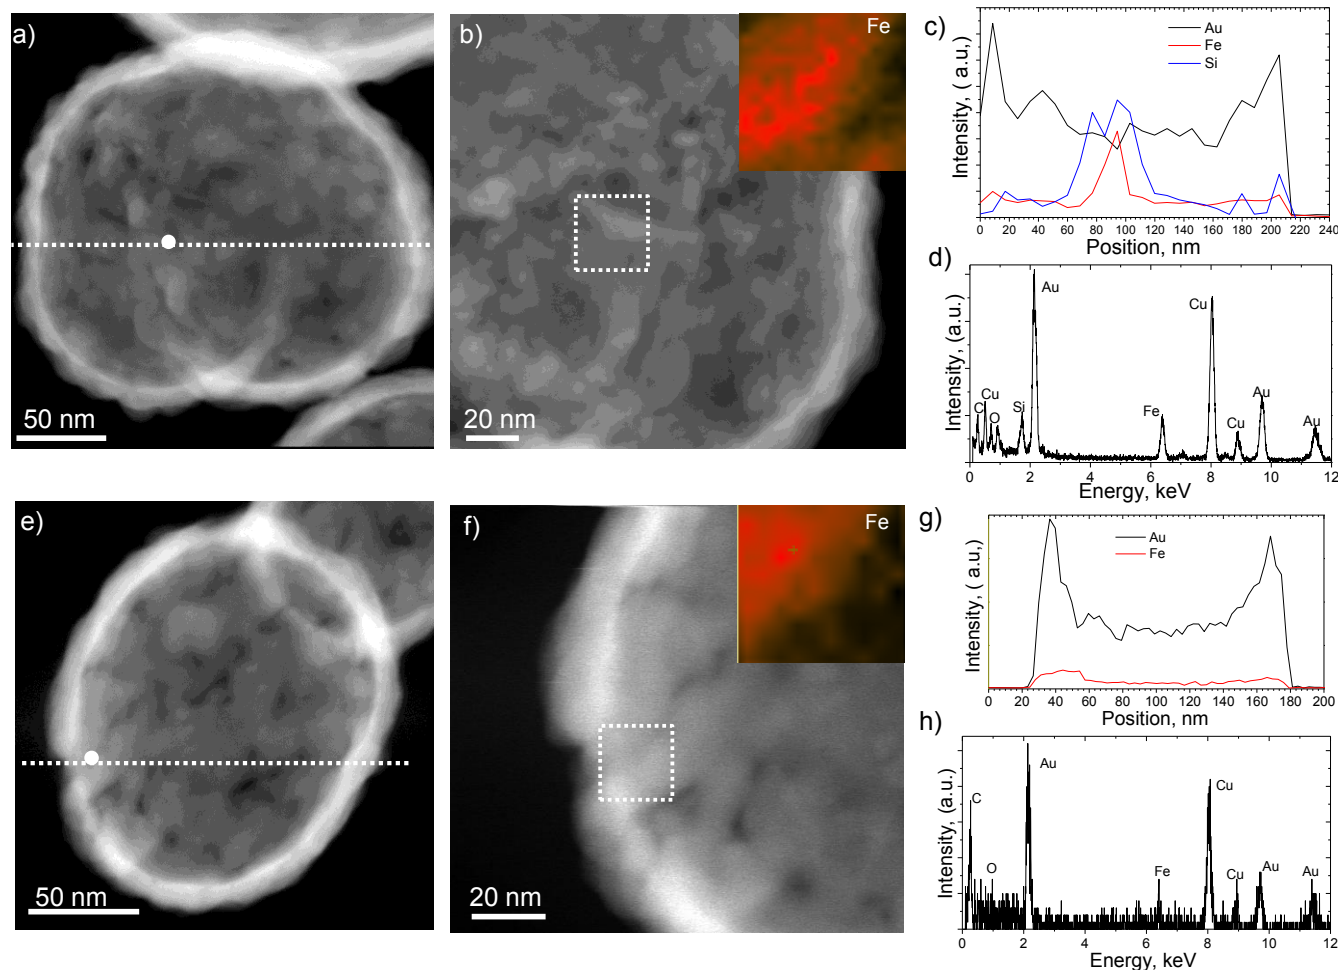 a)
50 nm
b)
Fe
20 nm
c)
Au
Fe
Si
Intensity, ( a.u,)
0 20 40 60 80 100 120 140 160 180 200 220 240
Position, nm
d)
Au
Cu
C
Cu
O
Si
Fe
Cu
Au
Au
Intensity, (a.u.)
0 2 4 6 8 10 12
Energy, keV
e)
50 nm
f)
Fe
20 nm
g)
Au
Fe
Intensity, ( a.u,)
0 20 40 60 80 100 120 140 160 180 200
Position, nm
h)
Au
Cu
C
O
Fe
Cu
Au
Au
Intensity, (a.u.)
0 2 4 6 8 10 12
Energy, keV